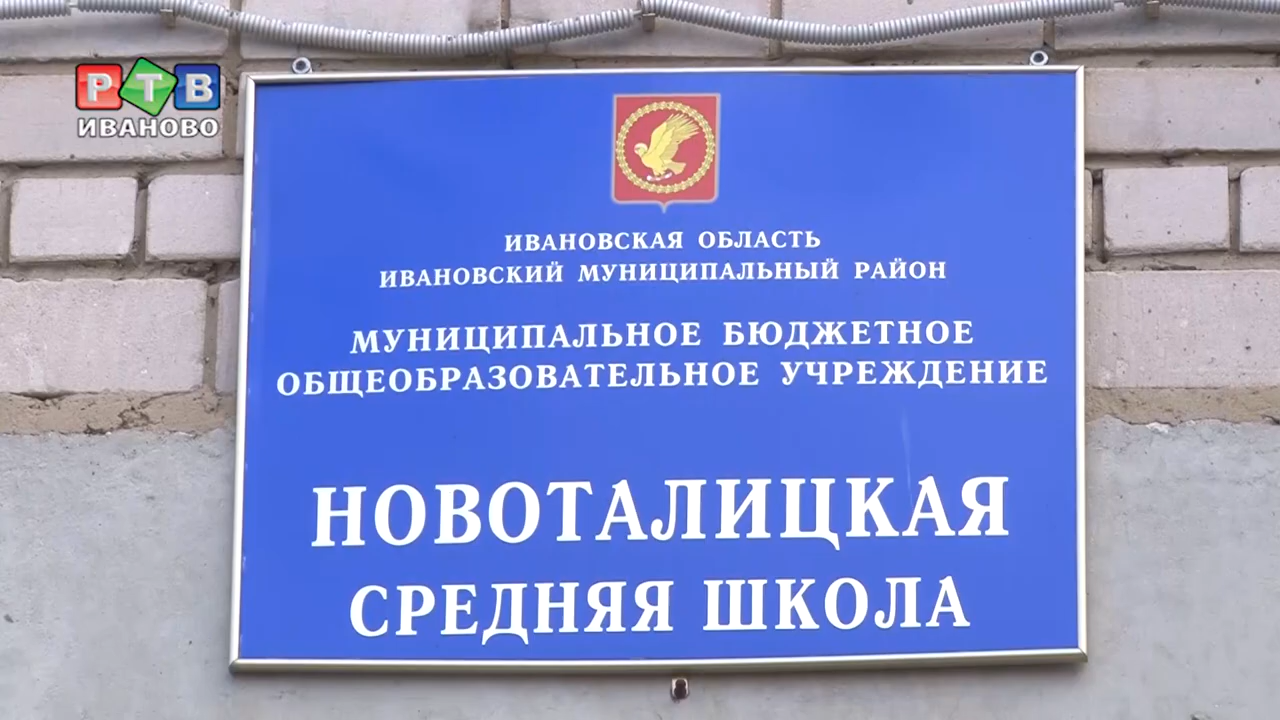 РТВ
ИВАНОВО
ИВАНОВСКАЯ ОБЛАСТЬ
ИВАНОВСКИЙ МУНИЦИПАЛЬНЫЙ РАЙОН
МУНИЦИПАЛЬНОЕ БЮДЖЕТНОЕ
ОБЩЕОБРАЗОВАТЕЛЬНОЕ УЧРЕЖДЕНИЕ
НОВОТАЛИЦКАЯ
СРЕДНЯЯ ШКОЛА